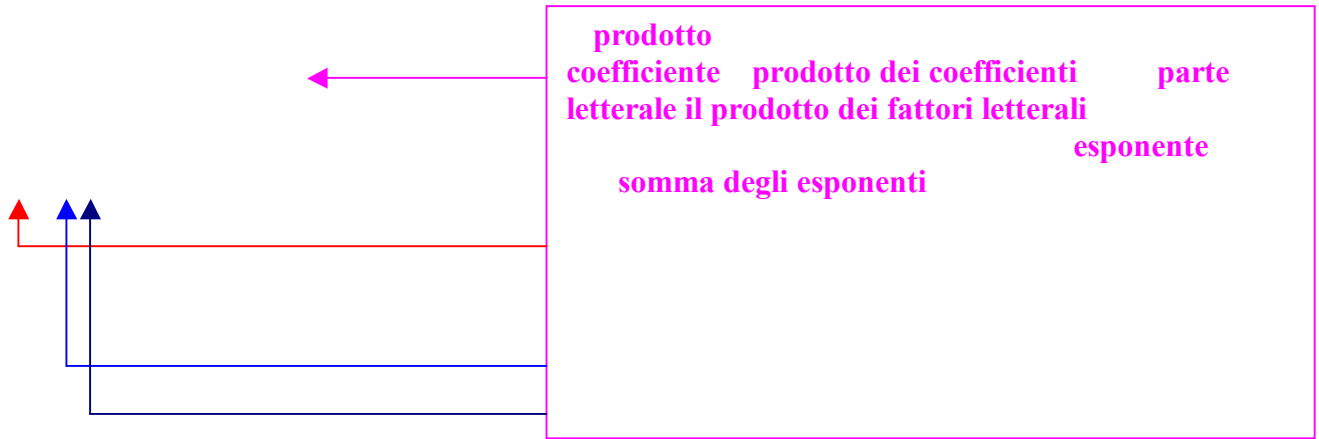 prodotto
coefficiente prodotto dei coefficienti parte
letterale il prodotto dei fattori letterali
esponente
somma degli esponenti